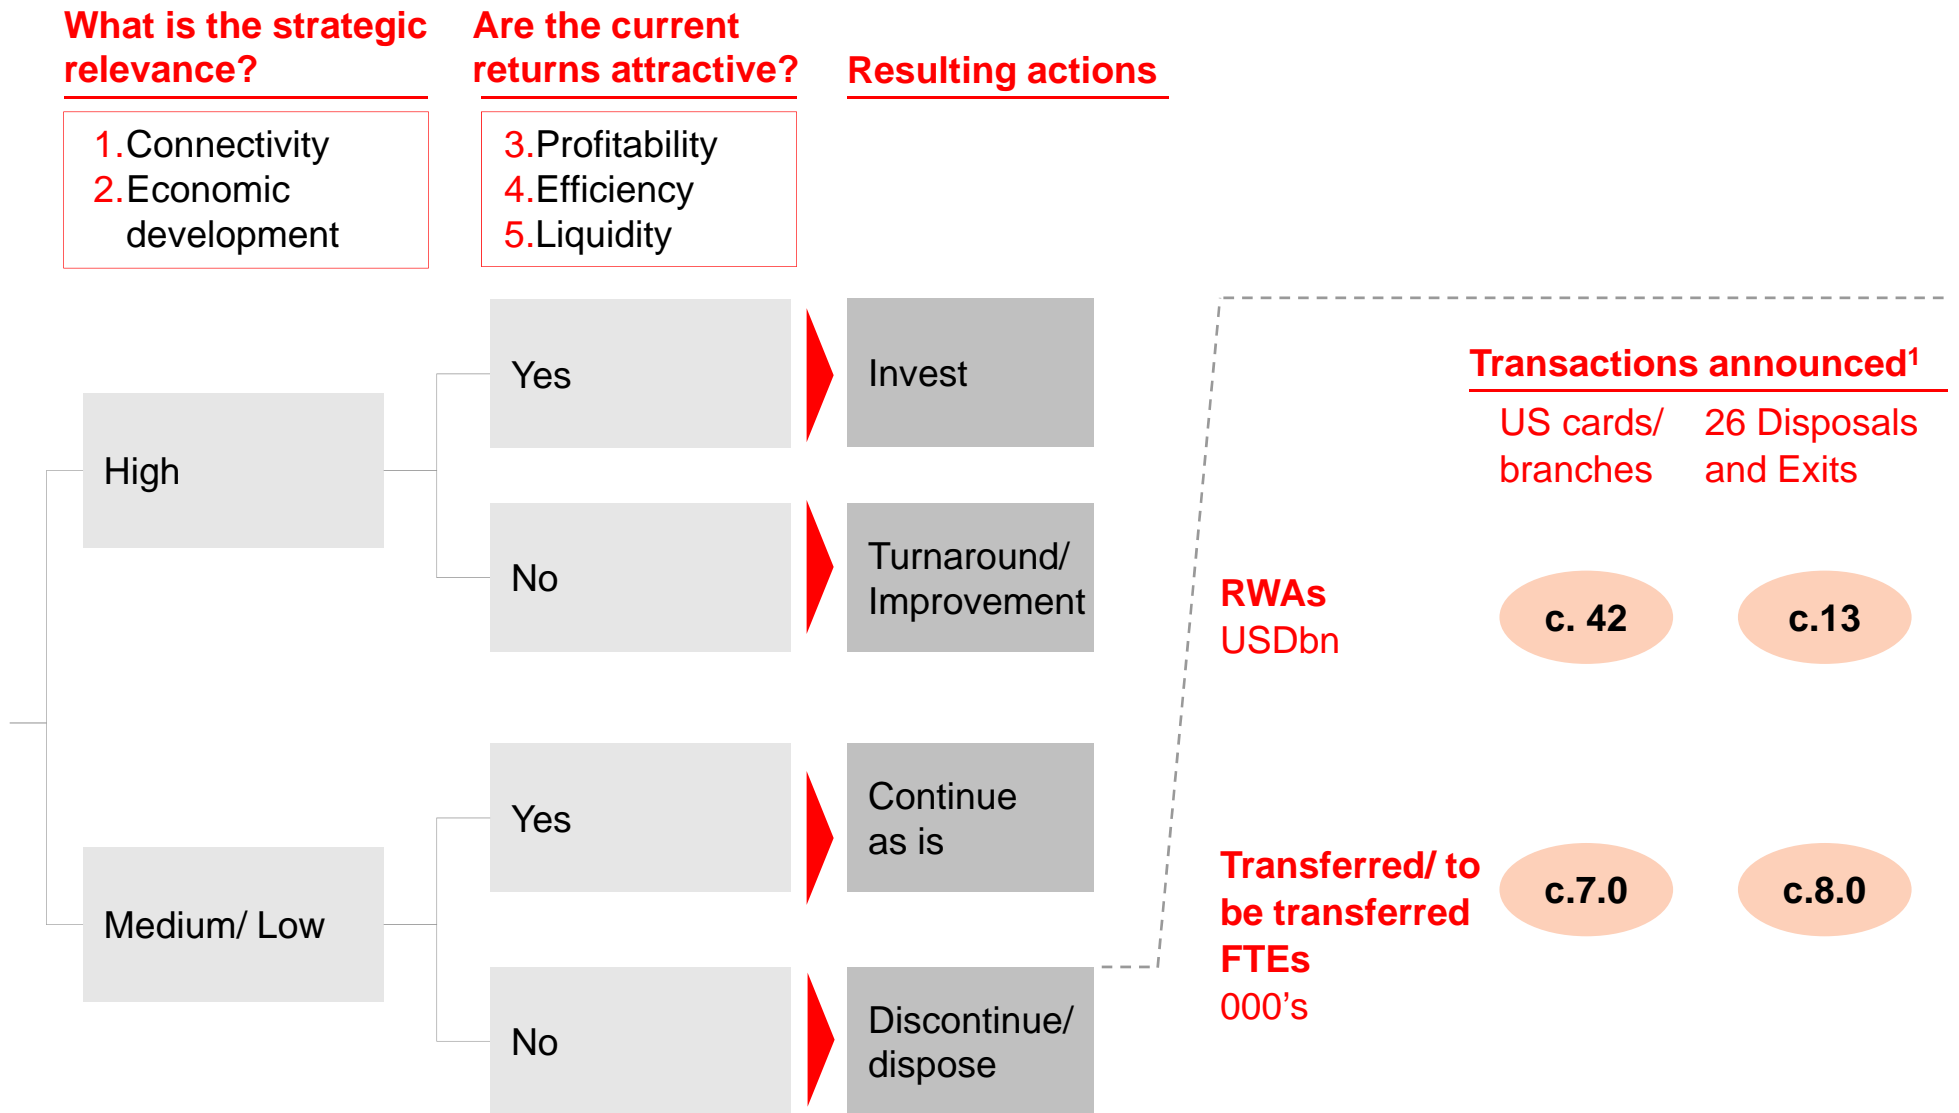 What is the strategic
relevance?
Are the current
returns attractive?
Resulting actions
1.Connectivity
2.Economic
development
3.Profitability
4.Efficiency
5.Liquidity
High
Yes
Invest
No
Turnaround/
Improvement
Medium/ Low
Yes
Continue
as is
No
Discontinue/
dispose
Transactions announced¹
US cards/
branches
26 Disposals
and Exits
RWAs
USDbn
c. 42
c.13
Transferred/ to
be transferred
FTEs
000’s
c.7.0
c.8.0